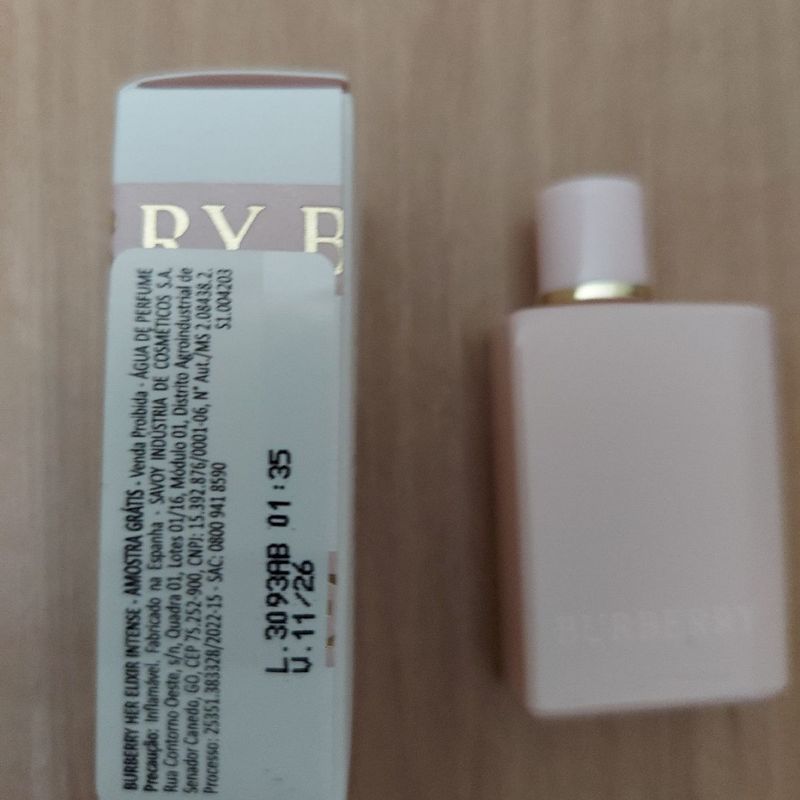 RY B
BURBERRY HER ELIXIR INTENSE - AMOSTRA GRÁTIS - Venda Proibida - ÁGUA DE PERFUME
Precaução: Inflamável, Fabricado na Espanha - SAVOY INDÚSTRIA DE COSMÉTICOS S.A.
Rua Contorno Oeste, s/n, Quadra 01, Lotes 01/16, Módulo 01, Distrito Agroindustrial de
Senador Canedo, GO, CEP 75.252-900, CNPJ: 15.392.876/0001-06, N° Aut./MS 2.08438.2.
Processo: 25351.383328/2022-15 - SAC: 0800 941 8590
S1.004203
L.3093AB 01:35
V.11/26
BURBERRY